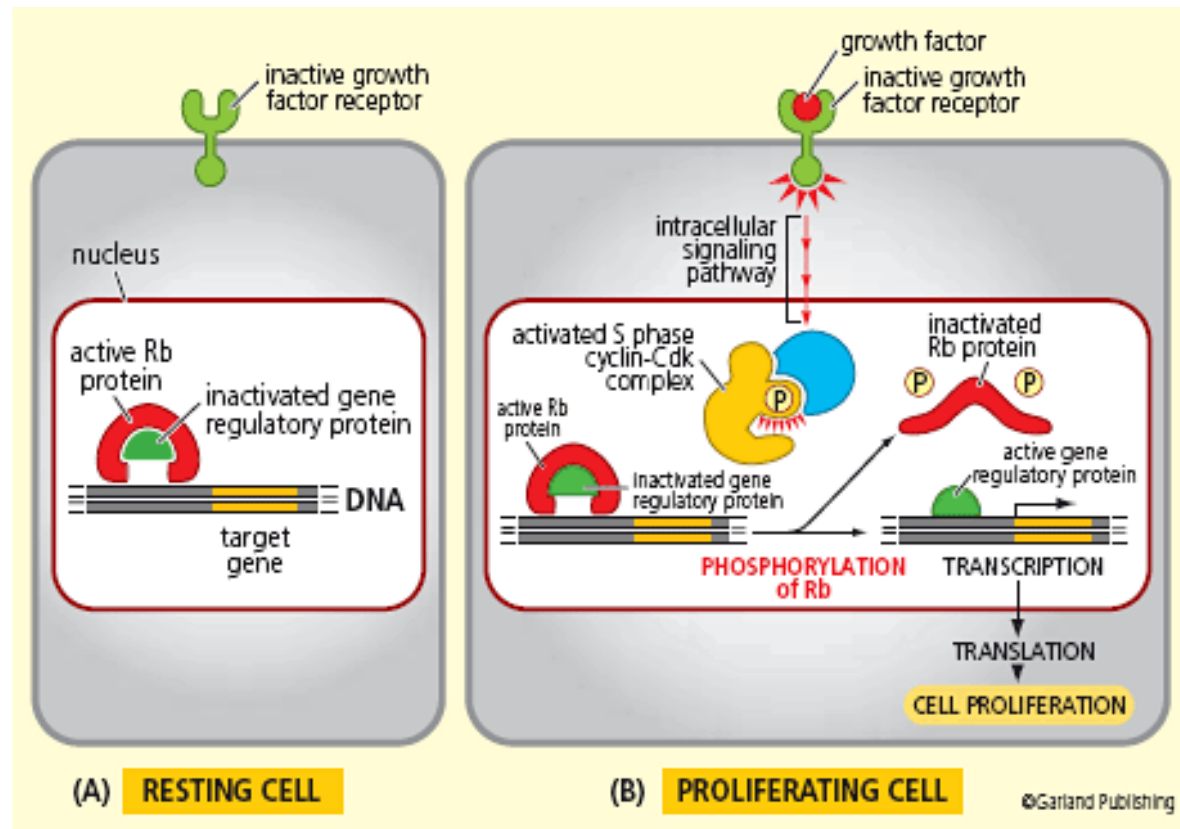 inactive growth
factor receptor
nucleus
active Rb
protein
inactivated gene
regulatory protein
DNA
target
gene
(A) RESTING CELL
growth factor
inactive growth
factor receptor
intracellular
signaling
pathway
activated S phase
cyclin-Cdk
complex
P
inactivated
Rb protein
P
P
active Rb
protein
inactivated gene
regulatory protein
active gene
regulatory protein
PHOSPHORYLATION
of Rb
TRANSCRIPTION
TRANSLATION
CELL PROLIFERATION
(B) PROLIFERATING CELL
©Garland Publishing